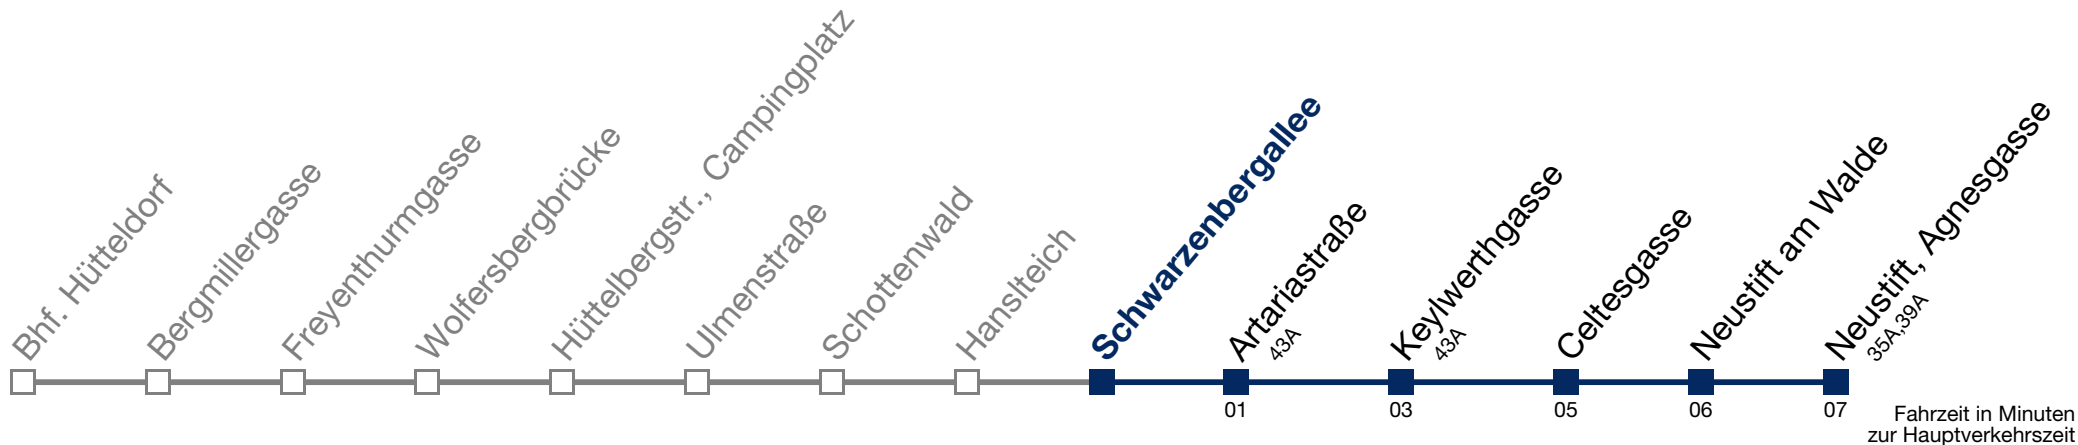 Bhf. Hütteldorf
Bergmillergasse
Freyenthurmgasse
Wolfersbergbrücke
Hüttelbergstr., Campingplatz
Ulmenstraße
Schottenwald
Hanslteich
Schwarzenbergallee
Artariastraße
43A
Keylwerthgasse
43A
Celtesgasse
Neustift am Walde
Neustift, Agnesgasse
35A,39A
01
03
05
06
07
Fahrzeit in Minuten
zur Hauptverkehrszeit